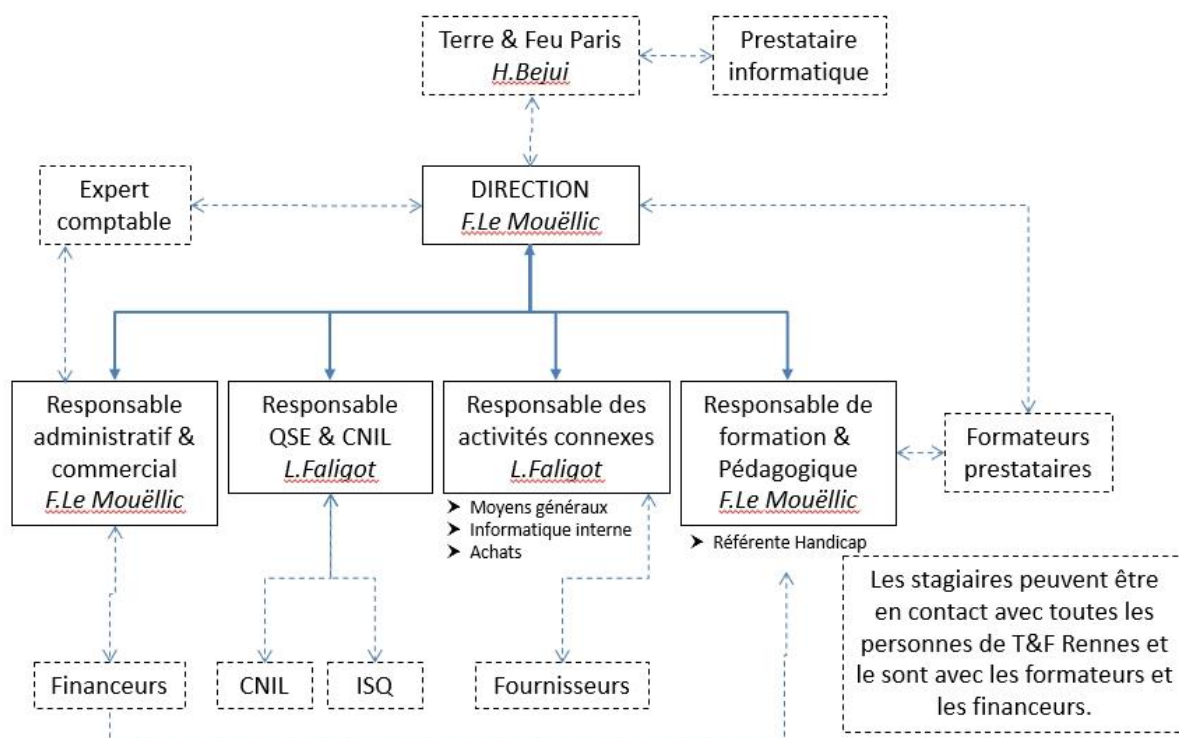 Terre & Feu Paris
H.Bejui
Prestataire
informatique
Expert
comptable
DIRECTION
F.Le Mouëllic
Responsable
administratif &
commercial
F.Le Mouëllic
Responsable
QSE & CNIL
L.Faligot
Responsable des
activités connexes
L.Faligot
➤ Moyens généraux
➤ Informatique interne
➤ Achats
Responsable de
formation &
Pédagogique
F.Le Mouëllic
➤ Référente Handicap
Formateurs
prestataires
Les stagiaires peuvent être
en contact avec toutes les
personnes de T&F Rennes et
le sont avec les formateurs et
les financeurs.
Financeurs
CNIL
ISQ
Fournisseurs